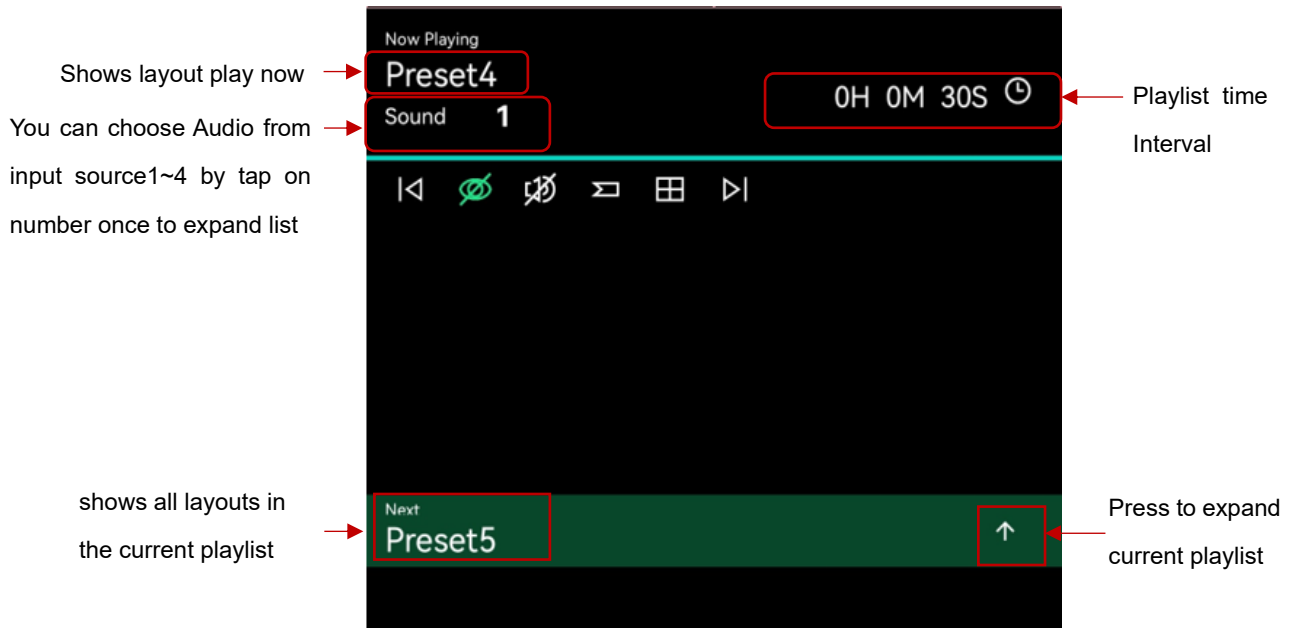 Now Playing
Shows layout play now
Preset4
0H 0M 30S
Playlist time
Interval
You can choose Audio from
input source1~4 by tap on
number once to expand list
Sound 1
shows all layouts in
the current playlist
Next
Preset5
Press to expand
current playlist